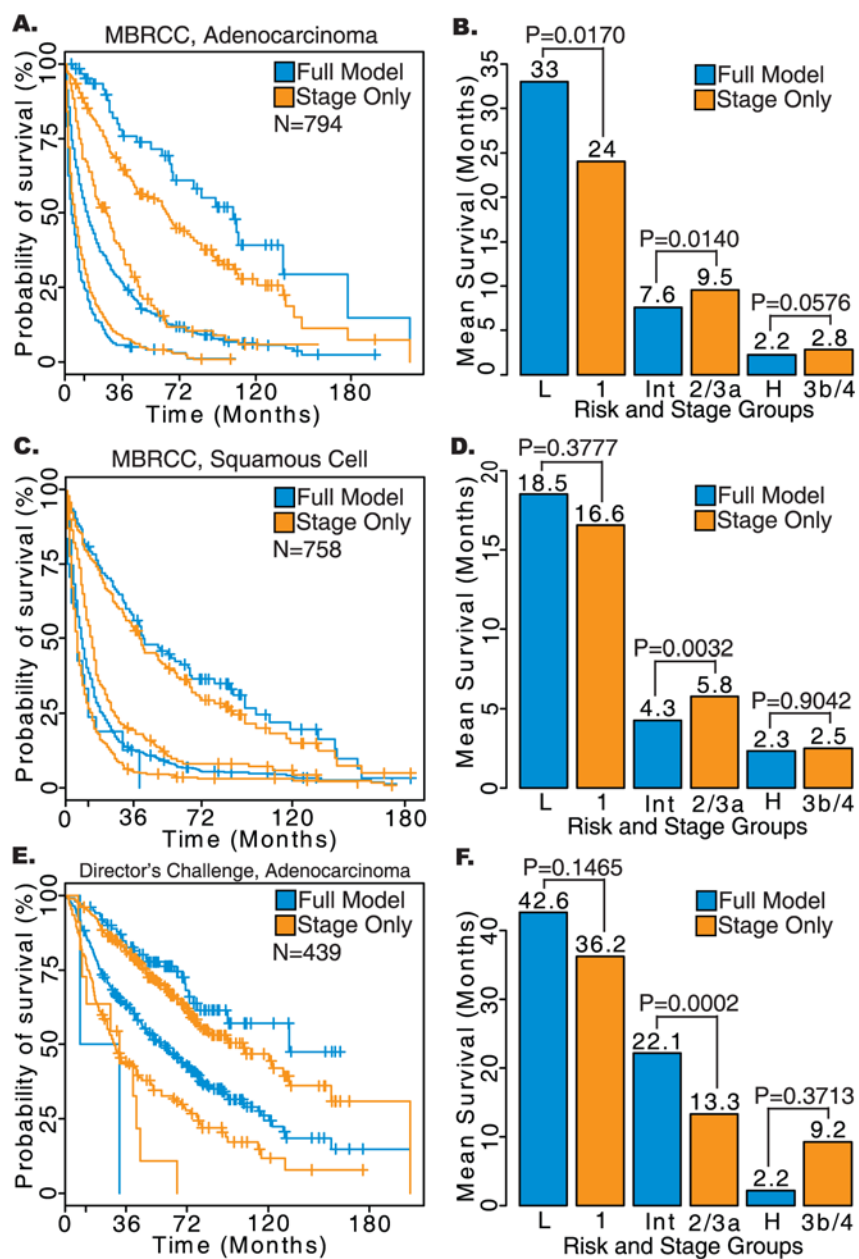 A.
MBRCC, Adenocarcinoma
Probability of survival (%)
100
75
50
25
0
Full Model
Stage Only
N=794
0 36 72 120 180
Time (Months)
B.
P=0.0170
Mean Survival (Months)
35
25
15
5
0
Full Model
Stage Only
33
24
P=0.0140
7.6
9.5
P=0.0576
2.2
2.8
L 1 Int 2/3a H 3b/4
Risk and Stage Groups
C.
MBRCC, Squamous Cell
Probability of survival (%)
100
75
50
25
0
Full Model
Stage Only
N=758
0 36 72 120 180
Time (Months)
D.
P=0.3777
Mean Survival (Months)
20
15
10
5
0
Full Model
Stage Only
18.5
16.6
P=0.0032
4.3
5.8
P=0.9042
2.3
2.5
L 1 Int 2/3a H 3b/4
Risk and Stage Groups
E.
Director's Challenge, Adenocarcinoma
Probability of survival (%)
100
75
50
25
0
Full Model
Stage Only
N=439
0 36 72 120 180
Time (Months)
F.
P=0.1465
Mean Survival (Months)
40
30
20
10
0
Full Model
Stage Only
42.6
36.2
P=0.0002
22.1
13.3
P=0.3713
2.2
9.2
L 1 Int 2/3a H 3b/4
Risk and Stage Groups